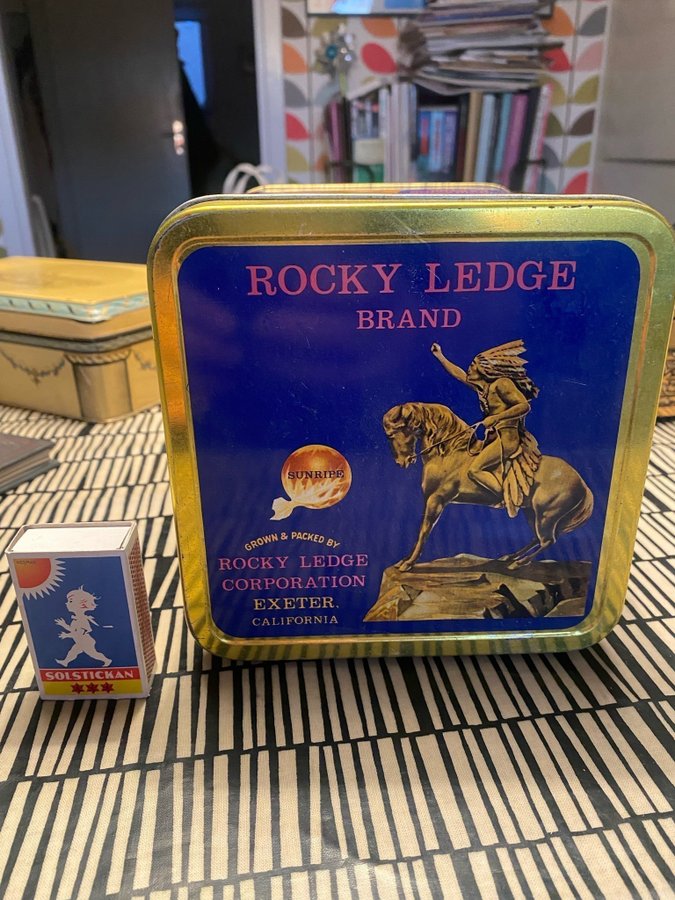 ROCKY LEDGE
BRAND
SUNRIPE
GROWN & PACKED BY
ROCKY LEDGE
CORPORATION
EXETER,
CALIFORNIA
SOLSTICKAN